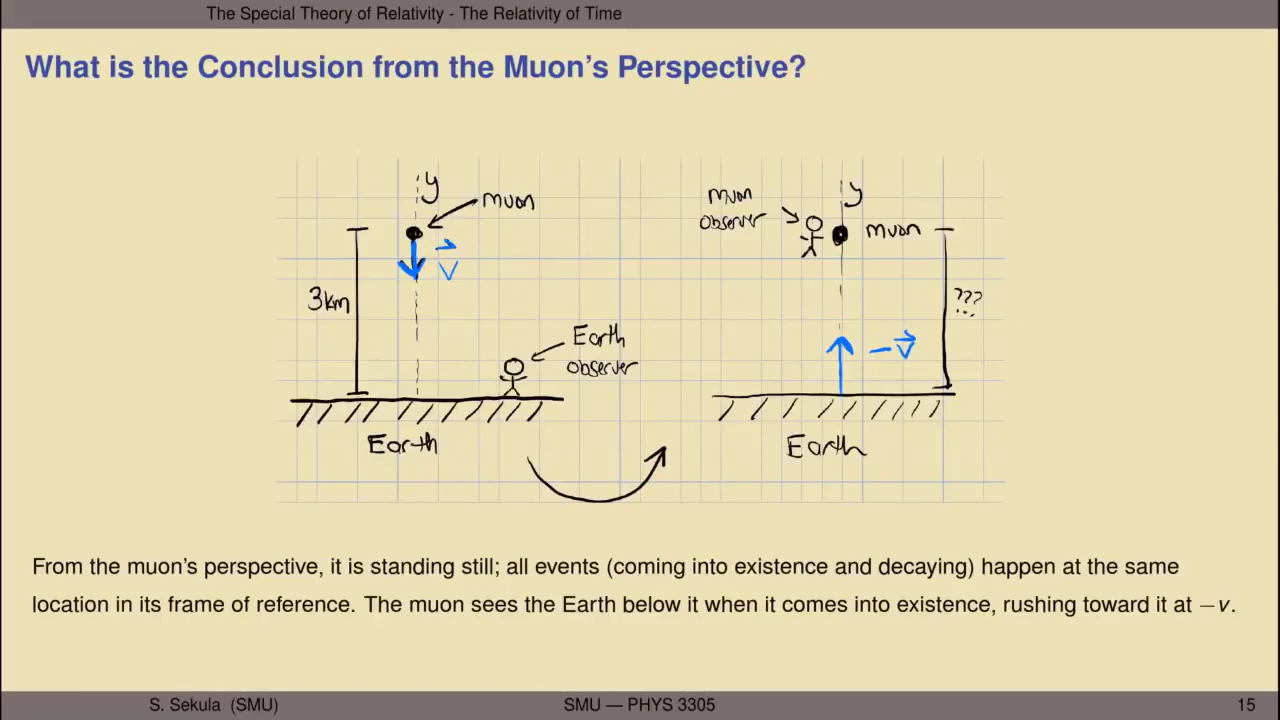 The Special Theory of Relativity - The Relativity of Time
What is the Conclusion from the Muon's Perspective?
y
muon
V
3km
Earth
observer
Earth
muon
observer
y
muon
???
-V
Earth
From the muon's perspective, it is standing still; all events (coming into existence and decaying) happen at the same
location in its frame of reference. The muon sees the Earth below it when it comes into existence, rushing toward it at −v.
S. Sekula (SMU)
SMU — PHYS 3305
15